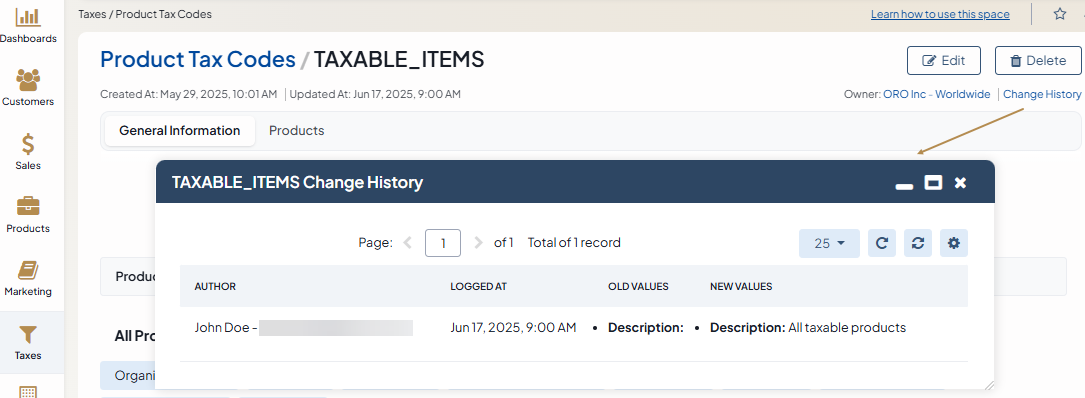 Taxes / Product Tax Codes
Learn how to use this space
Dashboards
Customers
Sales
Products
Marketing
Taxes
Product Tax Codes / TAXABLE_ITEMS
Edit
Delete
Created At: May 29, 2025, 10:01 AM | Updated At: Jun 17, 2025, 9:00 AM
Owner: ORO Inc - Worldwide | Change History
General Information
Products
TAXABLE_ITEMS Change History
Page: 1 of 1 Total of 1 record
25
AUTHOR LOGGED AT OLD VALUES NEW VALUES
John Doe - Jun 17, 2025, 9:00 AM • Description: • Description: All taxable products
Produc
All Pro
Organi